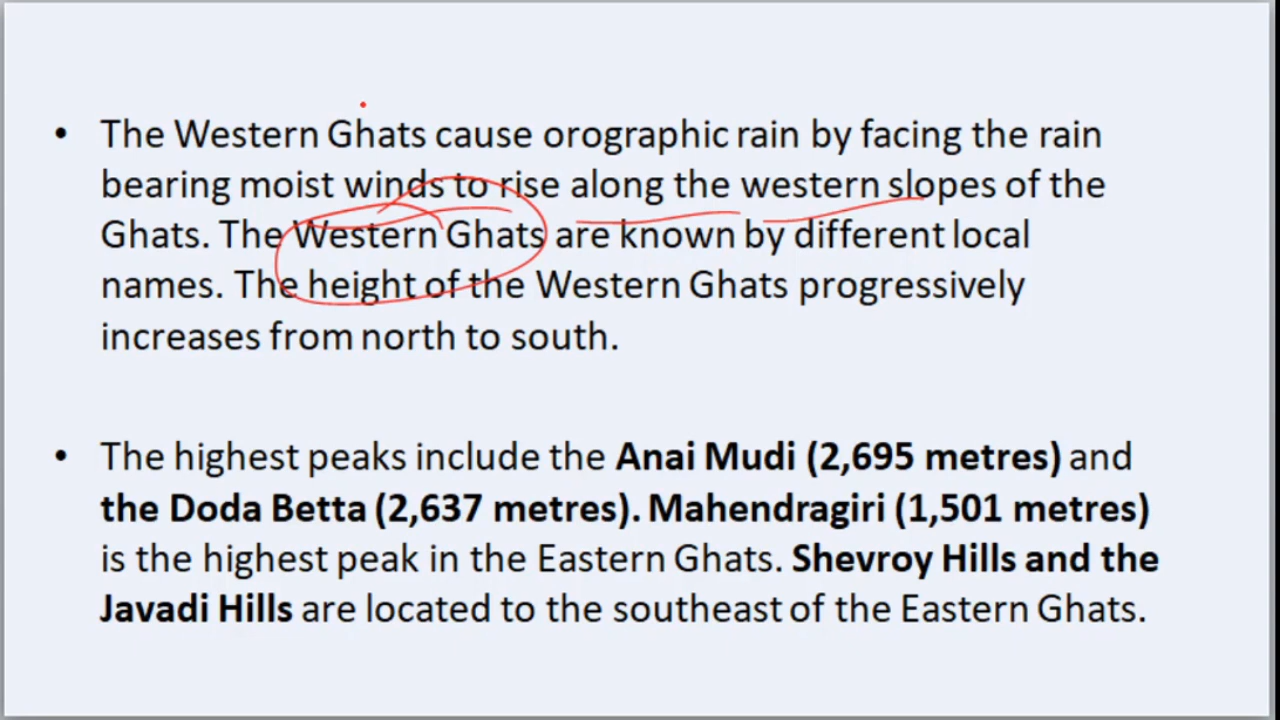 • The Western Ghats cause orographic rain by facing the rain
bearing moist winds to rise along the western slopes of the
Ghats. The Western Ghats are known by different local
names. The height of the Western Ghats progressively
increases from north to south.
• The highest peaks include the Anai Mudi (2,695 metres) and
the Doda Betta (2,637 metres). Mahendragiri (1,501 metres)
is the highest peak in the Eastern Ghats. Shevroy Hills and the
Javadi Hills are located to the southeast of the Eastern Ghats.